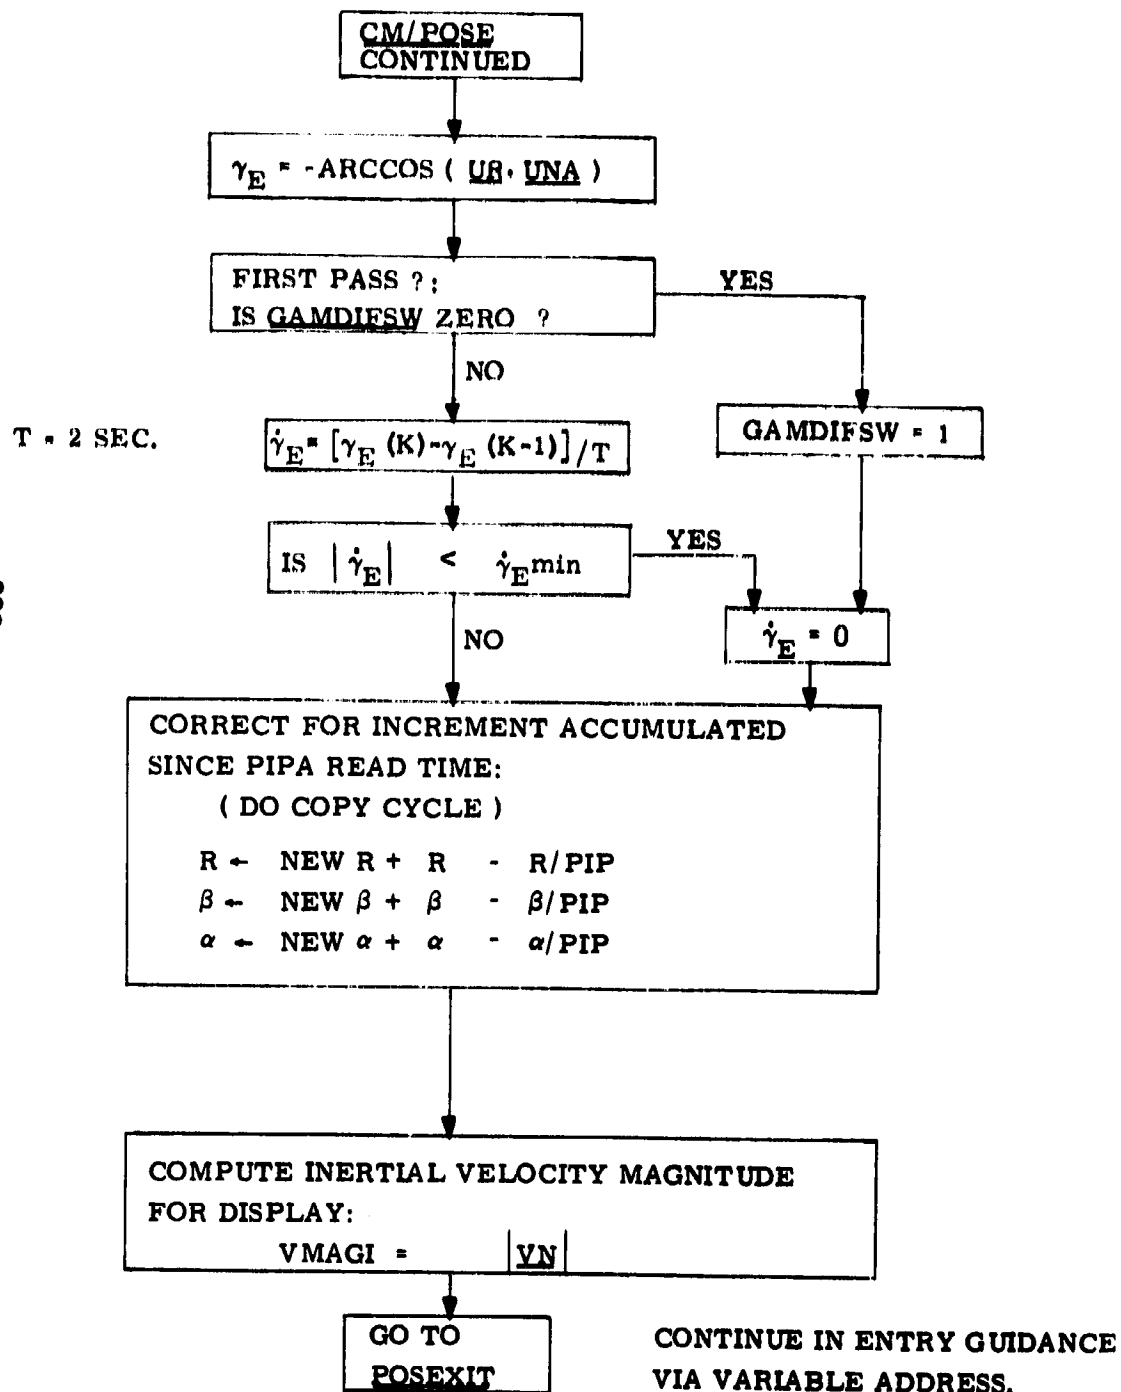 CM/POSE
CONTINUED
γE = -ARCCOS ( UR · UNA )
FIRST PASS ?;
IS GAMDIFSW ZERO ?
YES
NO
T = 2 SEC.
γ̇E = [γE (K)-γE (K-1)]/T
GAMDIFSW = 1
IS |γ̇E| < γ̇E min
YES
NO
γ̇E = 0
CORRECT FOR INCREMENT ACCUMULATED
SINCE PIPA READ TIME:
( DO COPY CYCLE )
R ← NEW R + R - R/PIP
β ← NEW β + β - β/PIP
α ← NEW α + α - α/PIP
COMPUTE INERTIAL VELOCITY MAGNITUDE
FOR DISPLAY:
VMAGI = |VN|
GO TO
POSEXIT
CONTINUE IN ENTRY GUIDANCE
VIA VARIABLE ADDRESS.